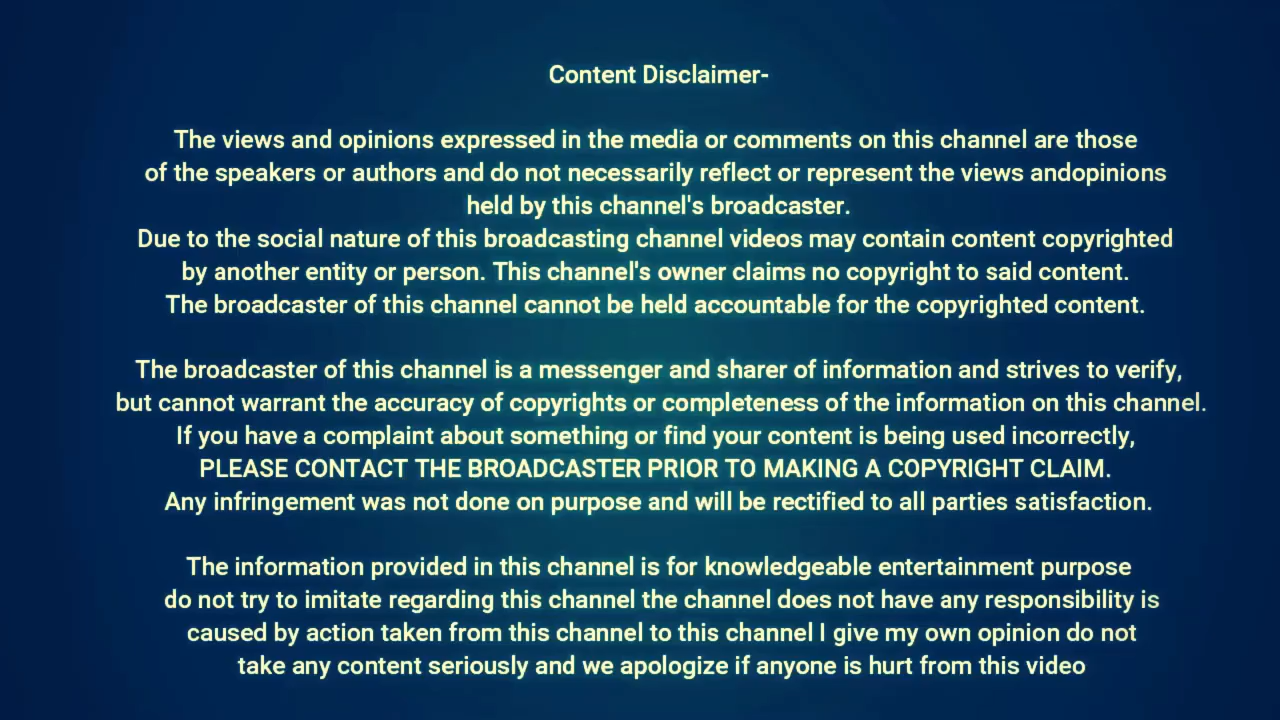 Content Disclaimer-
The views and opinions expressed in the media or comments on this channel are those
of the speakers or authors and do not necessarily reflect or represent the views andopinions
held by this channel's broadcaster.
Due to the social nature of this broadcasting channel videos may contain content copyrighted
by another entity or person. This channel's owner claims no copyright to said content.
The broadcaster of this channel cannot be held accountable for the copyrighted content.
The broadcaster of this channel is a messenger and sharer of information and strives to verify,
but cannot warrant the accuracy of copyrights or completeness of the information on this channel.
If you have a complaint about something or find your content is being used incorrectly,
PLEASE CONTACT THE BROADCASTER PRIOR TO MAKING A COPYRIGHT CLAIM.
Any infringement was not done on purpose and will be rectified to all parties satisfaction.
The information provided in this channel is for knowledgeable entertainment purpose
do not try to imitate regarding this channel the channel does not have any responsibility is
caused by action taken from this channel to this channel I give my own opinion do not
take any content seriously and we apologize if anyone is hurt from this video